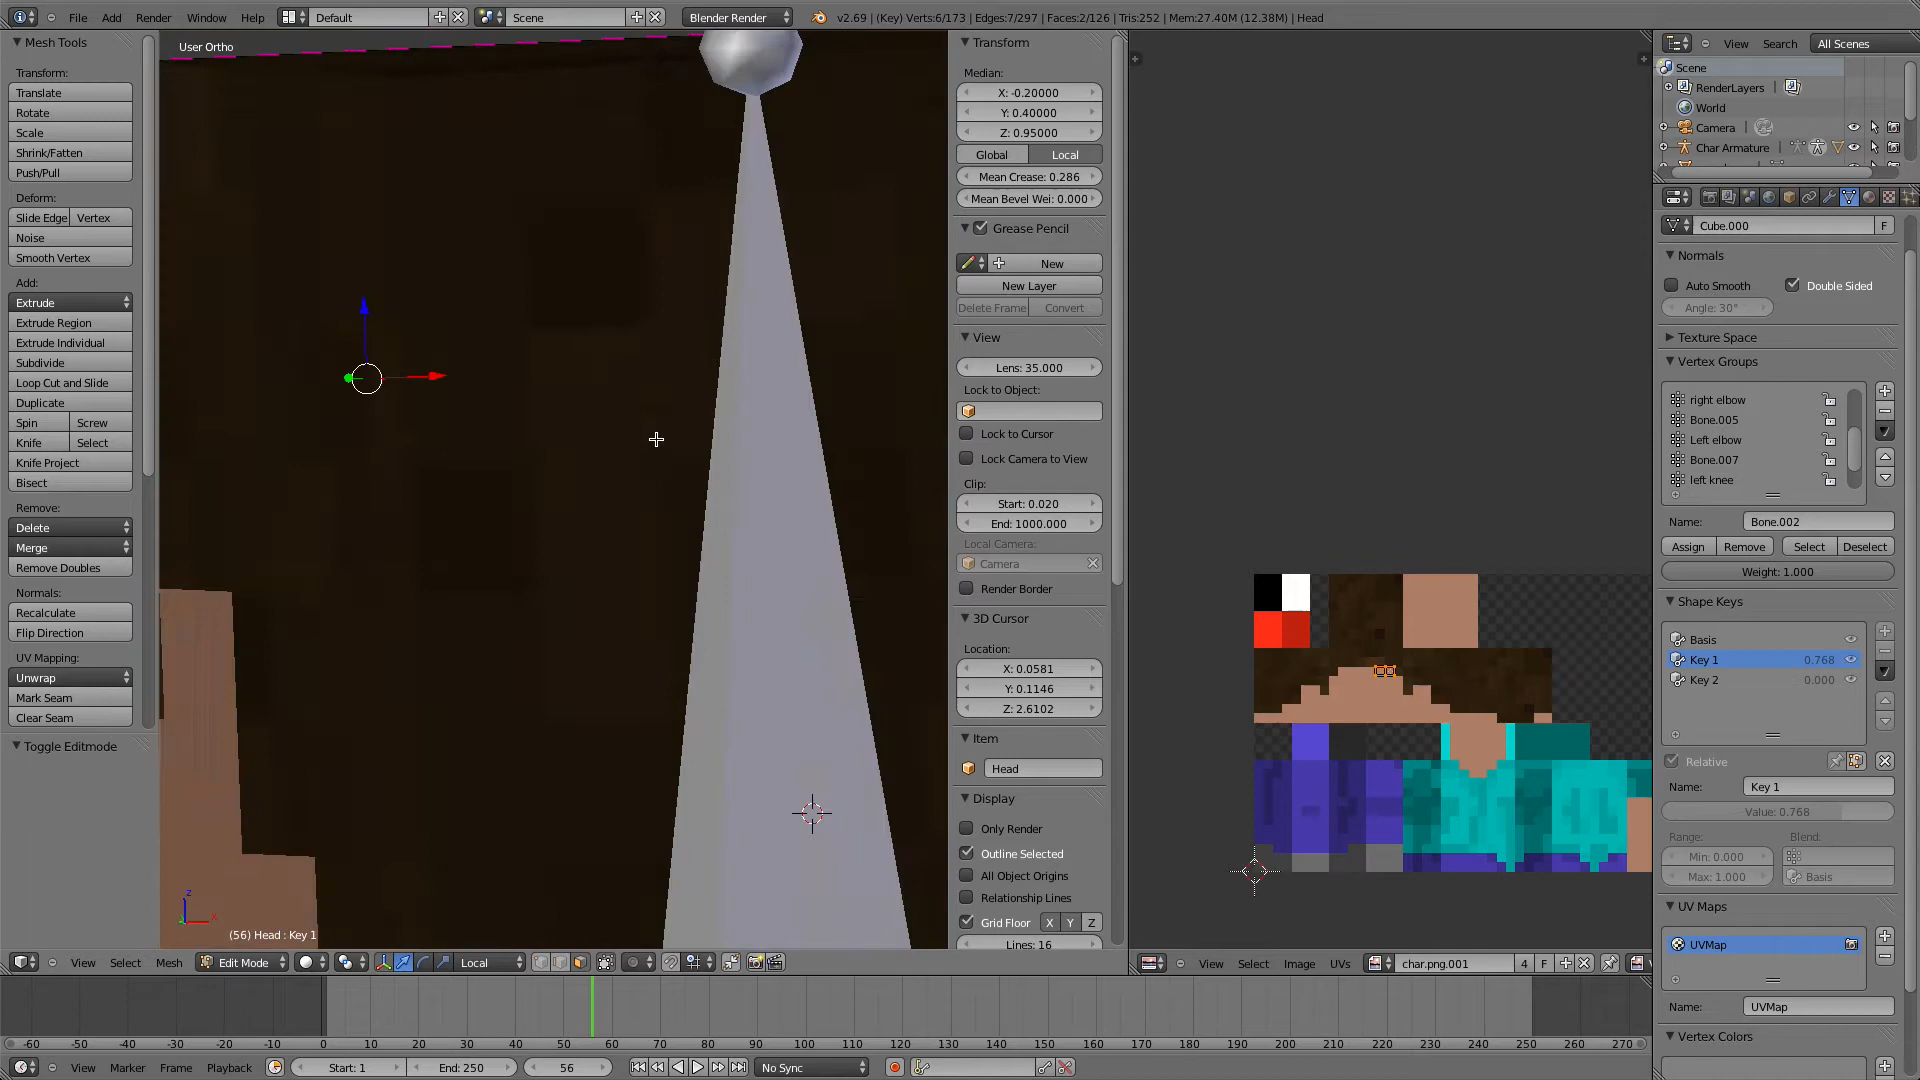 File Add Render Window Help Default Scene Blender Render v2.69 | (Key) Verts:6/173 | Edges:7/297 | Faces:2/126 | Tris:252 | Mem:27.40M (12.38M) | Head
Mesh Tools
Transform:
Translate
Rotate
Scale
Shrink/Fatten
Push/Pull
Deform:
Slide Edge Vertex
Noise
Smooth Vertex
Add:
Extrude
Extrude Region
Extrude Individual
Subdivide
Loop Cut and Slide
Duplicate
Spin Screw
Knife Select
Knife Project
Bisect
Remove:
Delete
Merge
Remove Doubles
Normals:
Recalculate
Flip Direction
UV Mapping:
Unwrap
Mark Seam
Clear Seam
Toggle Editmode
User Ortho
z
x
(56) Head : Key 1
Transform
Median:
X: -0.20000
Y: 0.40000
Z: 0.95000
Global Local
Mean Crease: 0.286
Mean Bevel Wei: 0.000
Grease Pencil
New
New Layer
Delete Frame Convert
View
Lens: 35.000
Lock to Object:
Lock to Cursor
Lock Camera to View
Clip:
Start: 0.020
End: 1000.000
Local Camera:
Camera
Render Border
3D Cursor
Location:
X: 0.0581
Y: 0.1146
Z: 2.6102
Item
Head
Display
Only Render
Outline Selected
All Object Origins
Relationship Lines
Grid Floor X Y Z
Lines: 16
View Search All Scenes
Scene
RenderLayers
World
Camera
Char Armature
Cube.000 F
Normals
Auto Smooth Double Sided
Angle: 30°
Texture Space
Vertex Groups
right elbow
Bone.005
Left elbow
Bone.007
left knee
Name: Bone.002
Assign Remove Select Deselect
Weight: 1.000
Shape Keys
Basis
Key 1 0.768
Key 2 0.000
Relative
Name: Key 1
Value: 0.768
Range: Blend:
Min: 0.000
Max: 1.000 Basis
UV Maps
UVMap
Name: UVMap
Vertex Colors
View Select Mesh Edit Mode Local
View Select Image UVs char.png.001 4 F
-60 -50 -40 -30 -20 -10 0 10 20 30 40 50 60 70 80 90 100 110 120 130 140 150 160 170 180 190 200 210 220 230 240 250 260 270
View Marker Frame Playback Start: 1 End: 250 56 No Sync